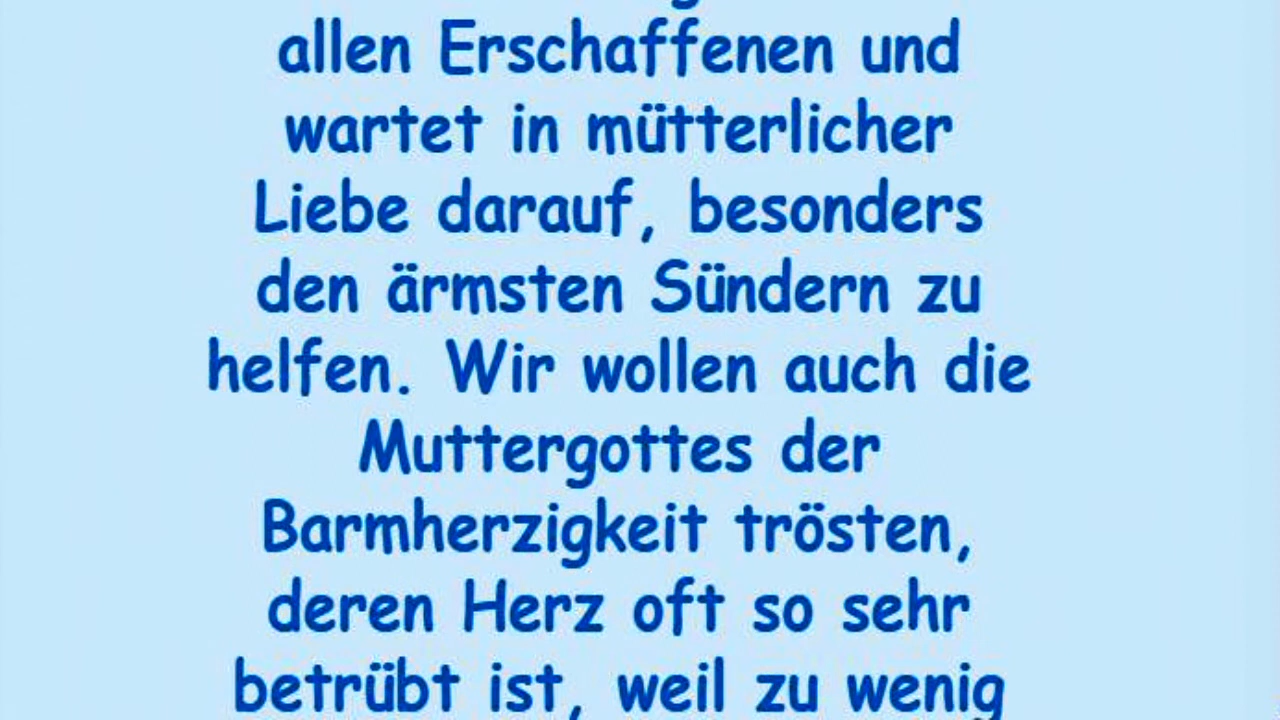 allen Erschaffenen und
wartet in mütterlicher
Liebe darauf, besonders
den ärmsten Sündern zu
helfen. Wir wollen auch die
Muttergottes der
Barmherzigkeit trösten,
deren Herz oft so sehr
betrübt ist, weil zu wenig